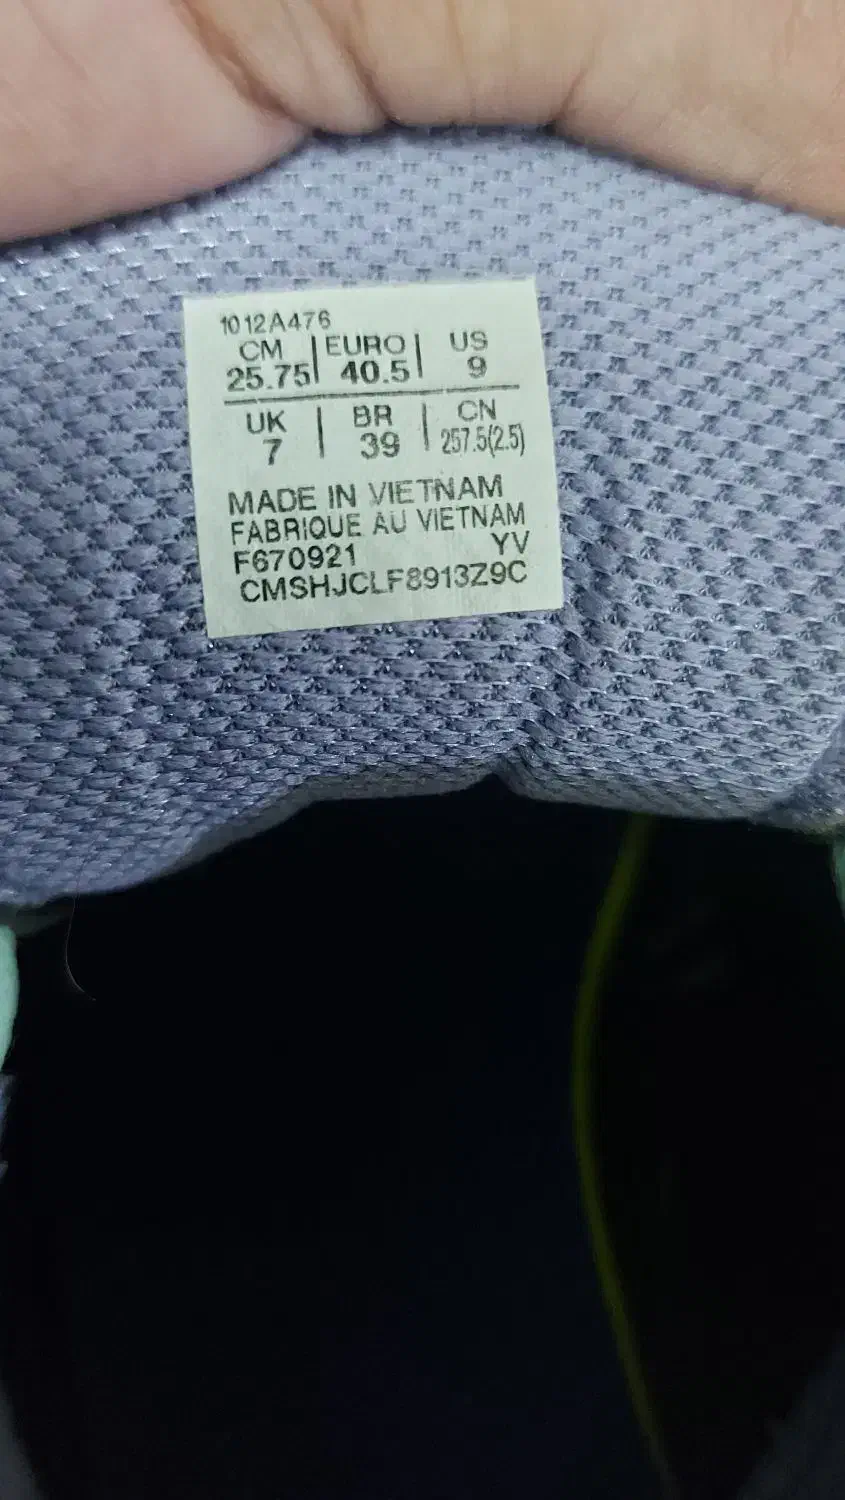 1012A476
CM | EURO | US
25.75 | 40.5 | 9
UK | BR | CN
7 | 39 | 257.5(2.5)
MADE IN VIETNAM
FABRIQUE AU VIETNAM
F670921 YV
CMSHJCLF8913Z9C